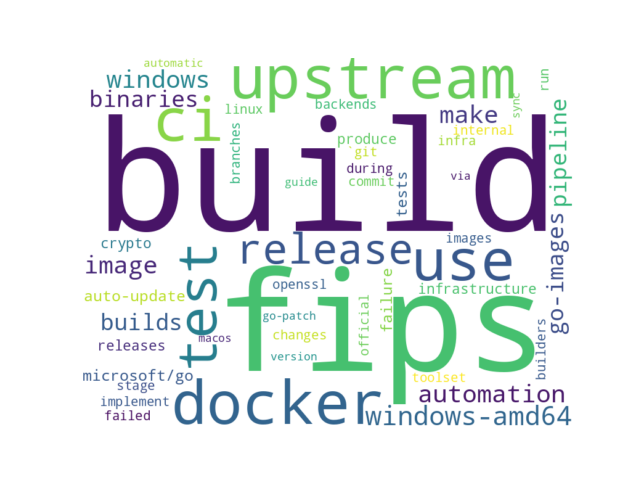 automatic
upstream
windows
run
binaries
ci
linux
backends
sync
make
pipeline
build
branches
produce
internal
`git
infra
during
tests
guide
commit
via
crypto
release
images
use
go-images
image
test
fips
openssl
infrastructure
auto-update
official
failure
builds
go-patch
changes
builders
releases
macos
version
microsoft/go
toolset
stage
docker
automation
implement
failed
windows-amd64